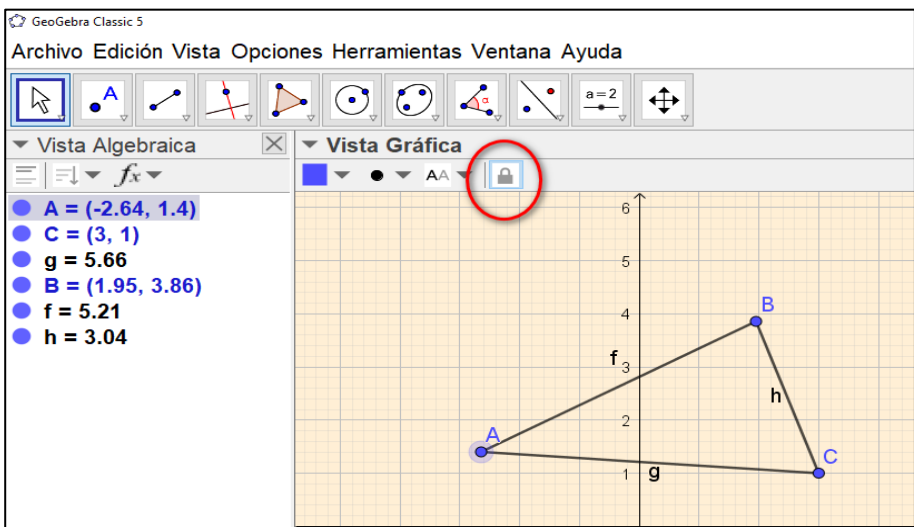 GeoGebra Classic 5
Archivo Edición Vista Opciones Herramientas Ventana Ayuda
A
α
a=2
Vista Algebraica
Vista Gráfica
fx
AA
A = (-2.64, 1.4)
C = (3, 1)
g = 5.66
B = (1.95, 3.86)
f = 5.21
h = 3.04
6
5
4
B
f
3
h
2
A
C
1
g